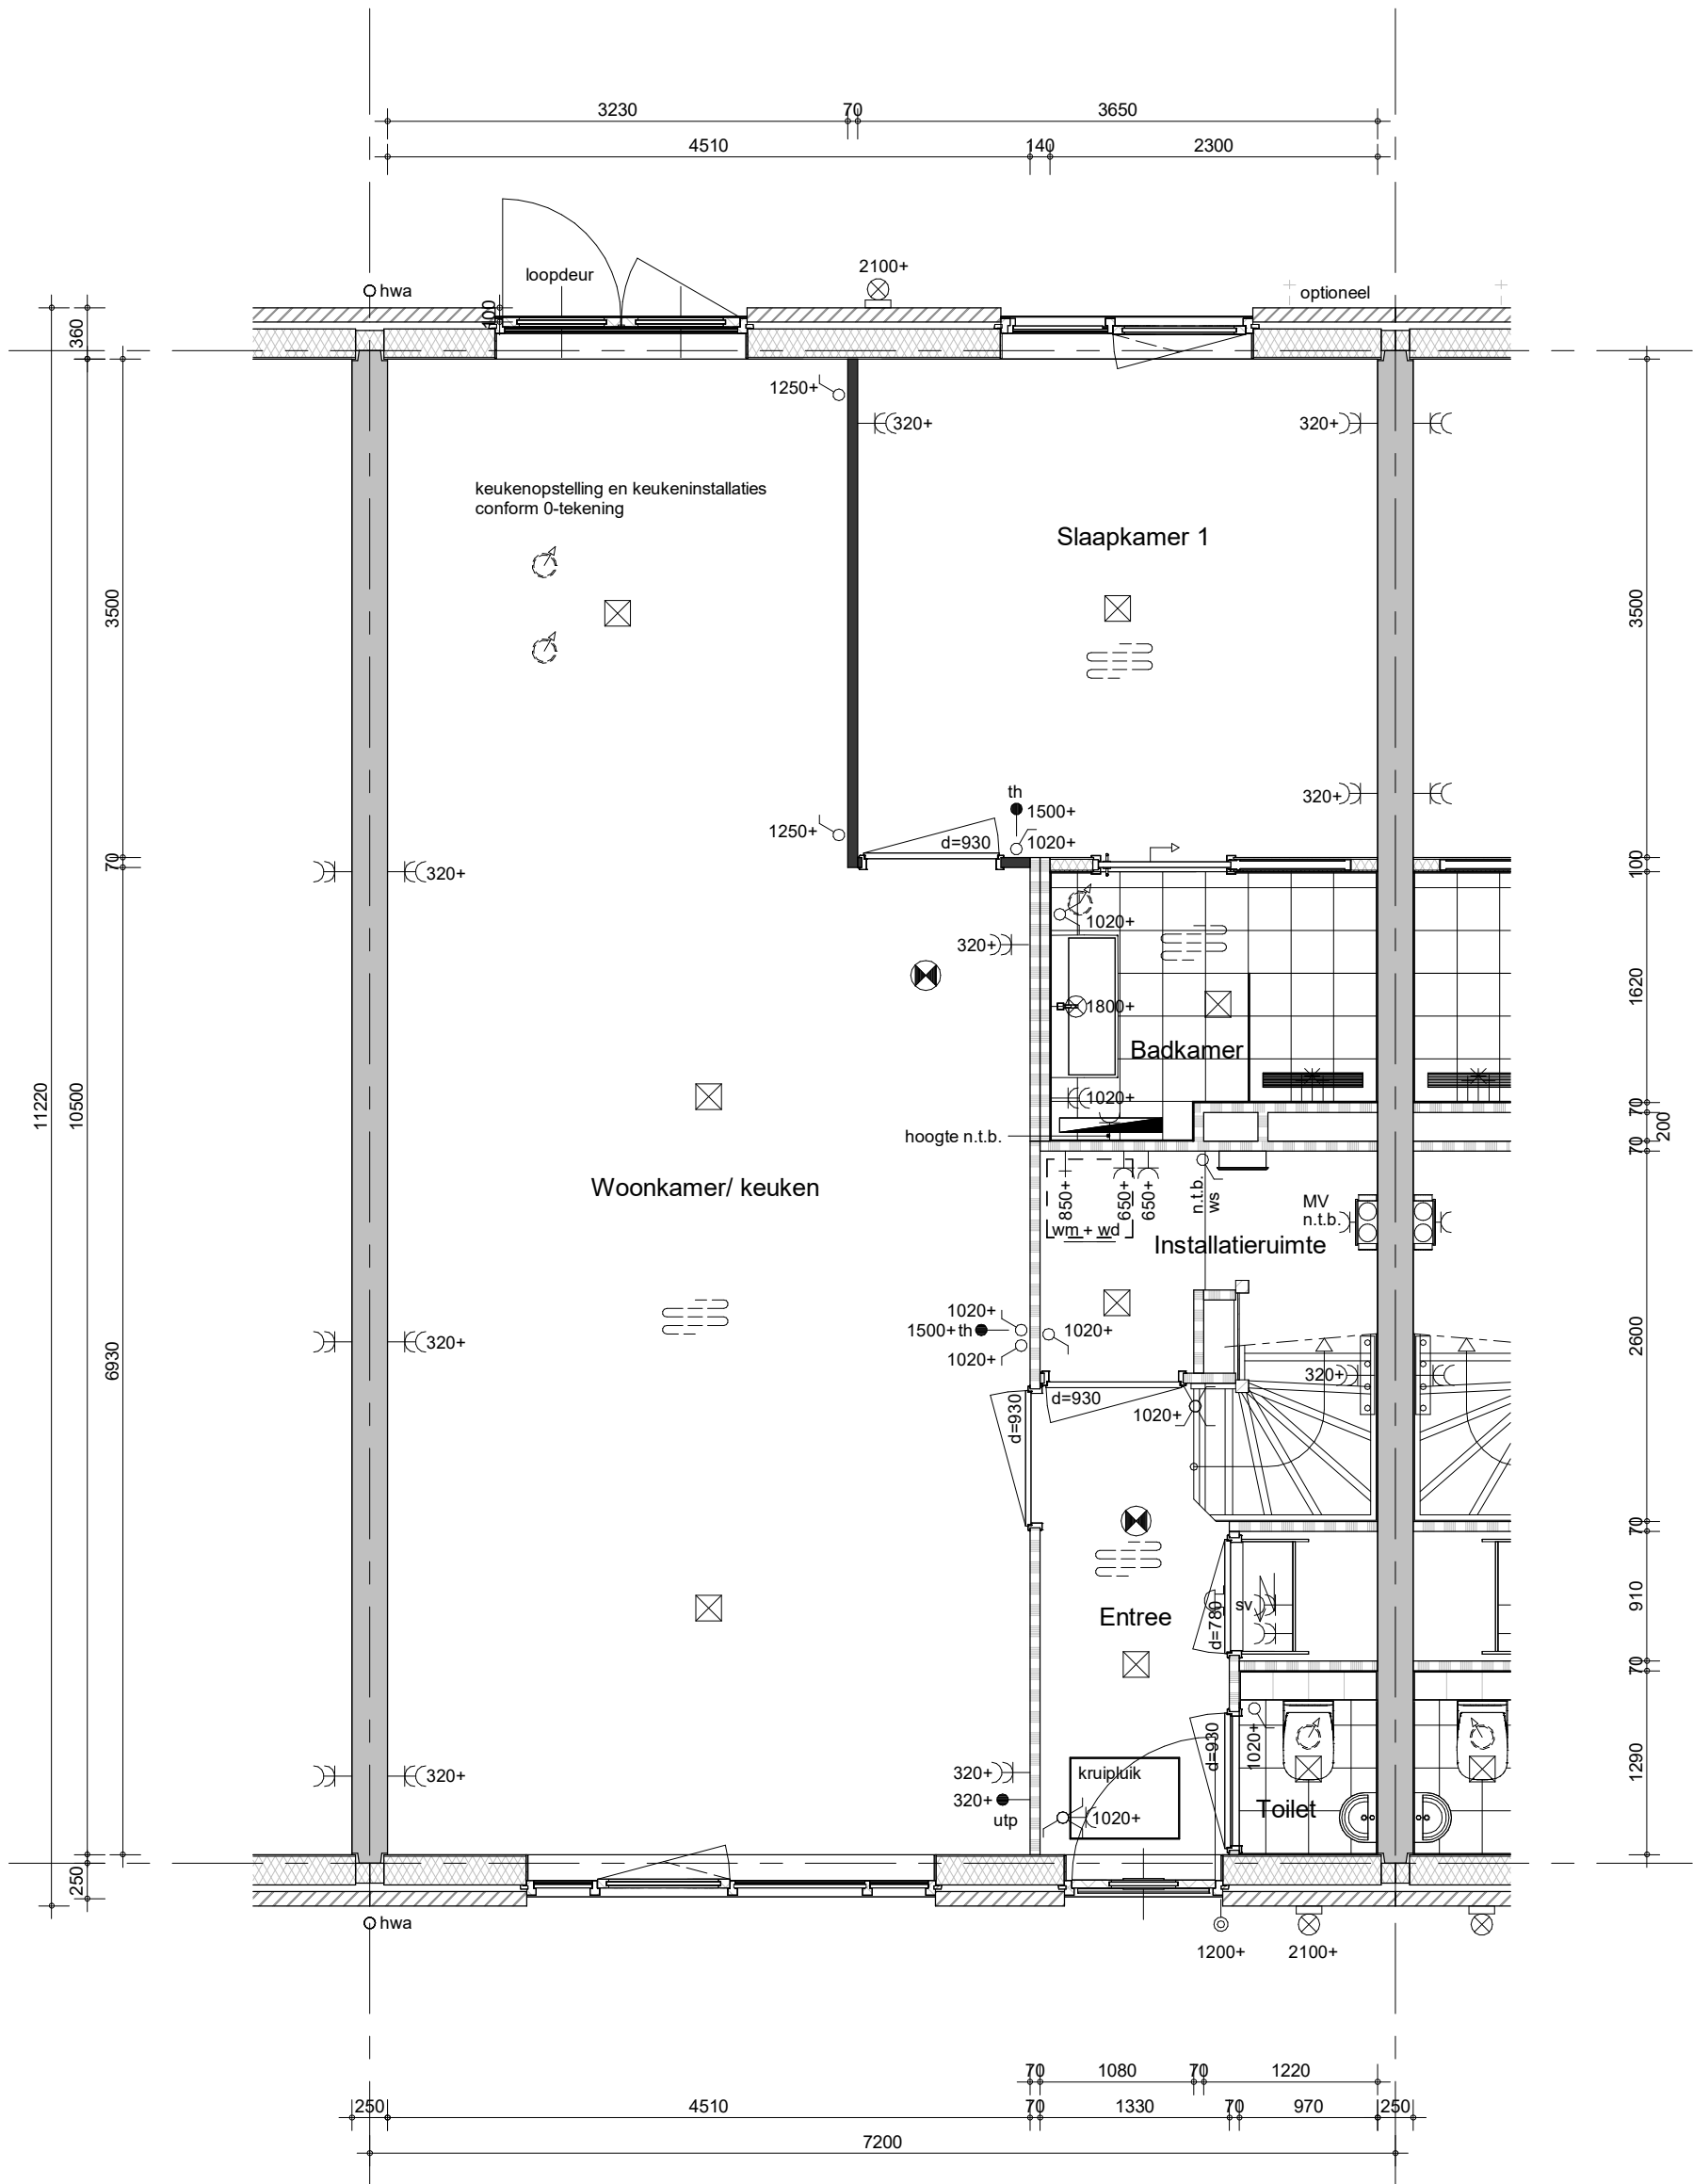 3230
70
3650
4510
140
2300
loopdeur
2100+
hwa
optioneel
100
360
1250+
320+
320+
keukenopstelling en keukeninstallaties
conform 0-tekening
Slaapkamer 1
3500
3500
th
320+
1500+
1250+
d=930
1020+
70
100
320+
320+
1020+
320+
1800+
1620
11220
10500
Badkamer
1020+
70
200
hoogte n.t.b.
70
Woonkamer/ keuken
850+
650+
650+
n.t.b.
ws
MV
n.t.b.
wm + wd
Installatieruimte
1020+
1500+
th
1020+
1020+
320+
2600
6930
320+
d=930
d=930
1020+
70
Entree
d=780
sv
910
70
320+
320+
320+
utp
kruipluik
1020+
d=930
1020+
Toilet
1290
250
hwa
1200+
2100+
70
1080
70
1220
250
4510
70
1330
70
970
250
7200